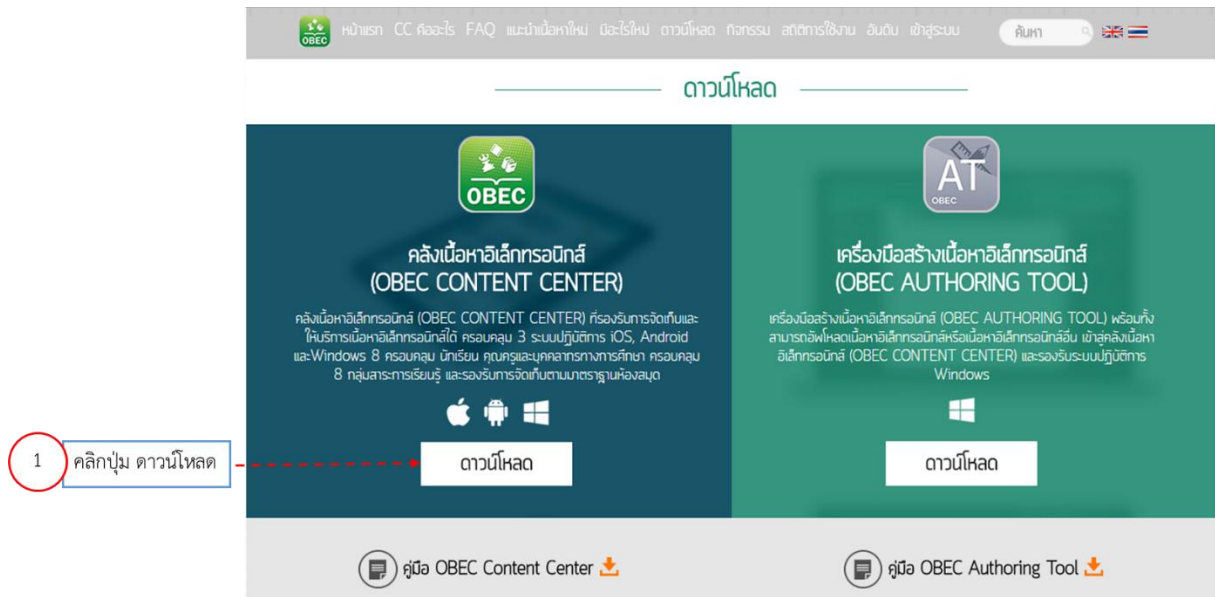 OBEC
หน้าแรก CC คืออะไร FAQ แนะนำเนื้อหาใหม่ มีอะไรใหม่ ดาวน์โหลด กิจกรรม สถิติการใช้งาน อันดับ เข้าสู่ระบบ
ค้นหา
ดาวน์โหลด
OBEC
คลังเนื้อหาอิเล็กทรอนิกส์
(OBEC CONTENT CENTER)
คลังเนื้อหาอิเล็กทรอนิกส์ (OBEC CONTENT CENTER) ที่รองรับการจัดเก็บและ
ให้บริการเนื้อหาอิเล็กทรอนิกส์ได้ ครอบคลุม 3 ระบบปฏิบัติการ iOS, Android
และWindows 8 ครอบคลุม นักเรียน คุณครูและบุคคลากรทางการศึกษา ครอบคลุม
8 กลุ่มสาระการเรียนรู้ และรองรับการจัดเก็บตามมาตราฐานห้องสมุด
ดาวน์โหลด
AT
OBEC
เครื่องมือสร้างเนื้อหาอิเล็กทรอนิกส์
(OBEC AUTHORING TOOL)
เครื่องมือสร้างเนื้อหาอิเล็กทรอนิกส์ (OBEC AUTHORING TOOL) พร้อมทั้ง
สามารถอัพโหลดเนื้อหาอิเล็กทรอนิกส์หรือเนื้อหาอิเล็กทรอนิกส์อื่น เข้าสู่คลังเนื้อหา
อิเล็กทรอนิกส์ (OBEC CONTENT CENTER) และรองรับระบบปฏิบัติการ
Windows
ดาวน์โหลด
1 คลิกปุ่ม ดาวน์โหลด
คู่มือ OBEC Content Center
คู่มือ OBEC Authoring Tool